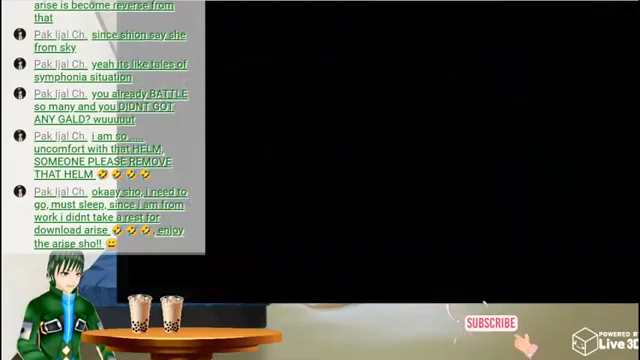 arise is become reverse from
that
Pak Ijal Ch. since shion say she
from sky
Pak Ijal Ch. yeah its like tales of
symphonia situation
Pak Ijal Ch. you already BATTLE
so many and you DIDNT GOT
ANY GALD? wuuuuut
Pak Ijal Ch. i am so .....
uncomfort with that HELM,
SOMEONE PLEASE REMOVE
THAT HELM 🤣 🤣 🤣 🤣
Pak Ijal Ch. okaay sho, i need to
go, must sleep, since i am from
work i didnt take a rest for
download arise 🤣 🤣 🤣, enjoy
the arise sho!! 😄
SUBSCRIBE
POWERED BY
Live3D